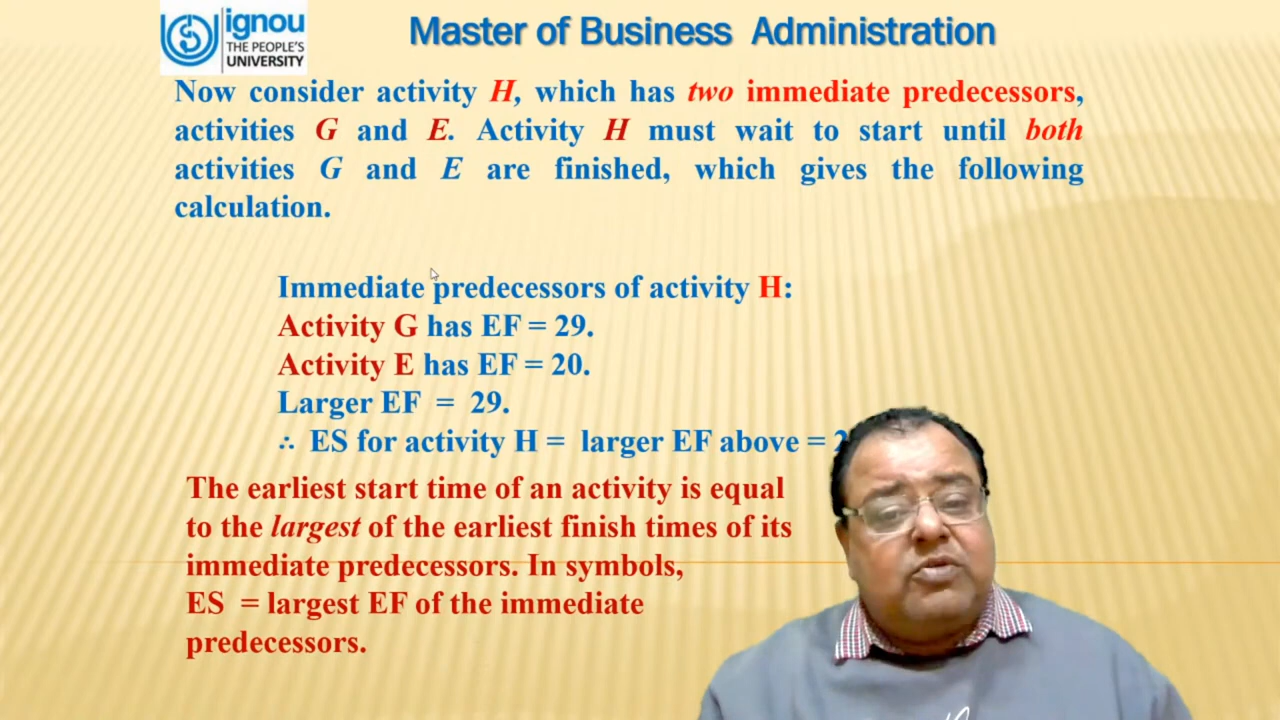 ignou
THE PEOPLE'S
UNIVERSITY
Master of Business Administration
Now consider activity H, which has two immediate predecessors,
activities G and E. Activity H must wait to start until both
activities G and E are finished, which gives the following
calculation.
Immediate predecessors of activity H:
Activity G has EF = 29.
Activity E has EF = 20.
Larger EF = 29.
∴ ES for activity H = larger EF above =
The earliest start time of an activity is equal
to the largest of the earliest finish times of its
immediate predecessors. In symbols,
ES = largest EF of the immediate
predecessors.